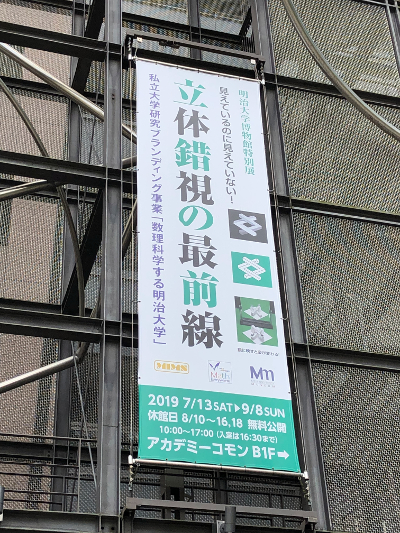 明治大学博物館特別展
見えているのに見えていない!
立体錯視の最前線
私立大学研究ブランディング事業「数理科学する明治大学」
2019 7/13SAT▶9/8SUN
休館日 8/10~16,18 無料公開
10:00~17:00(入館は16:30まで)
アカデミーコモン B1F➡